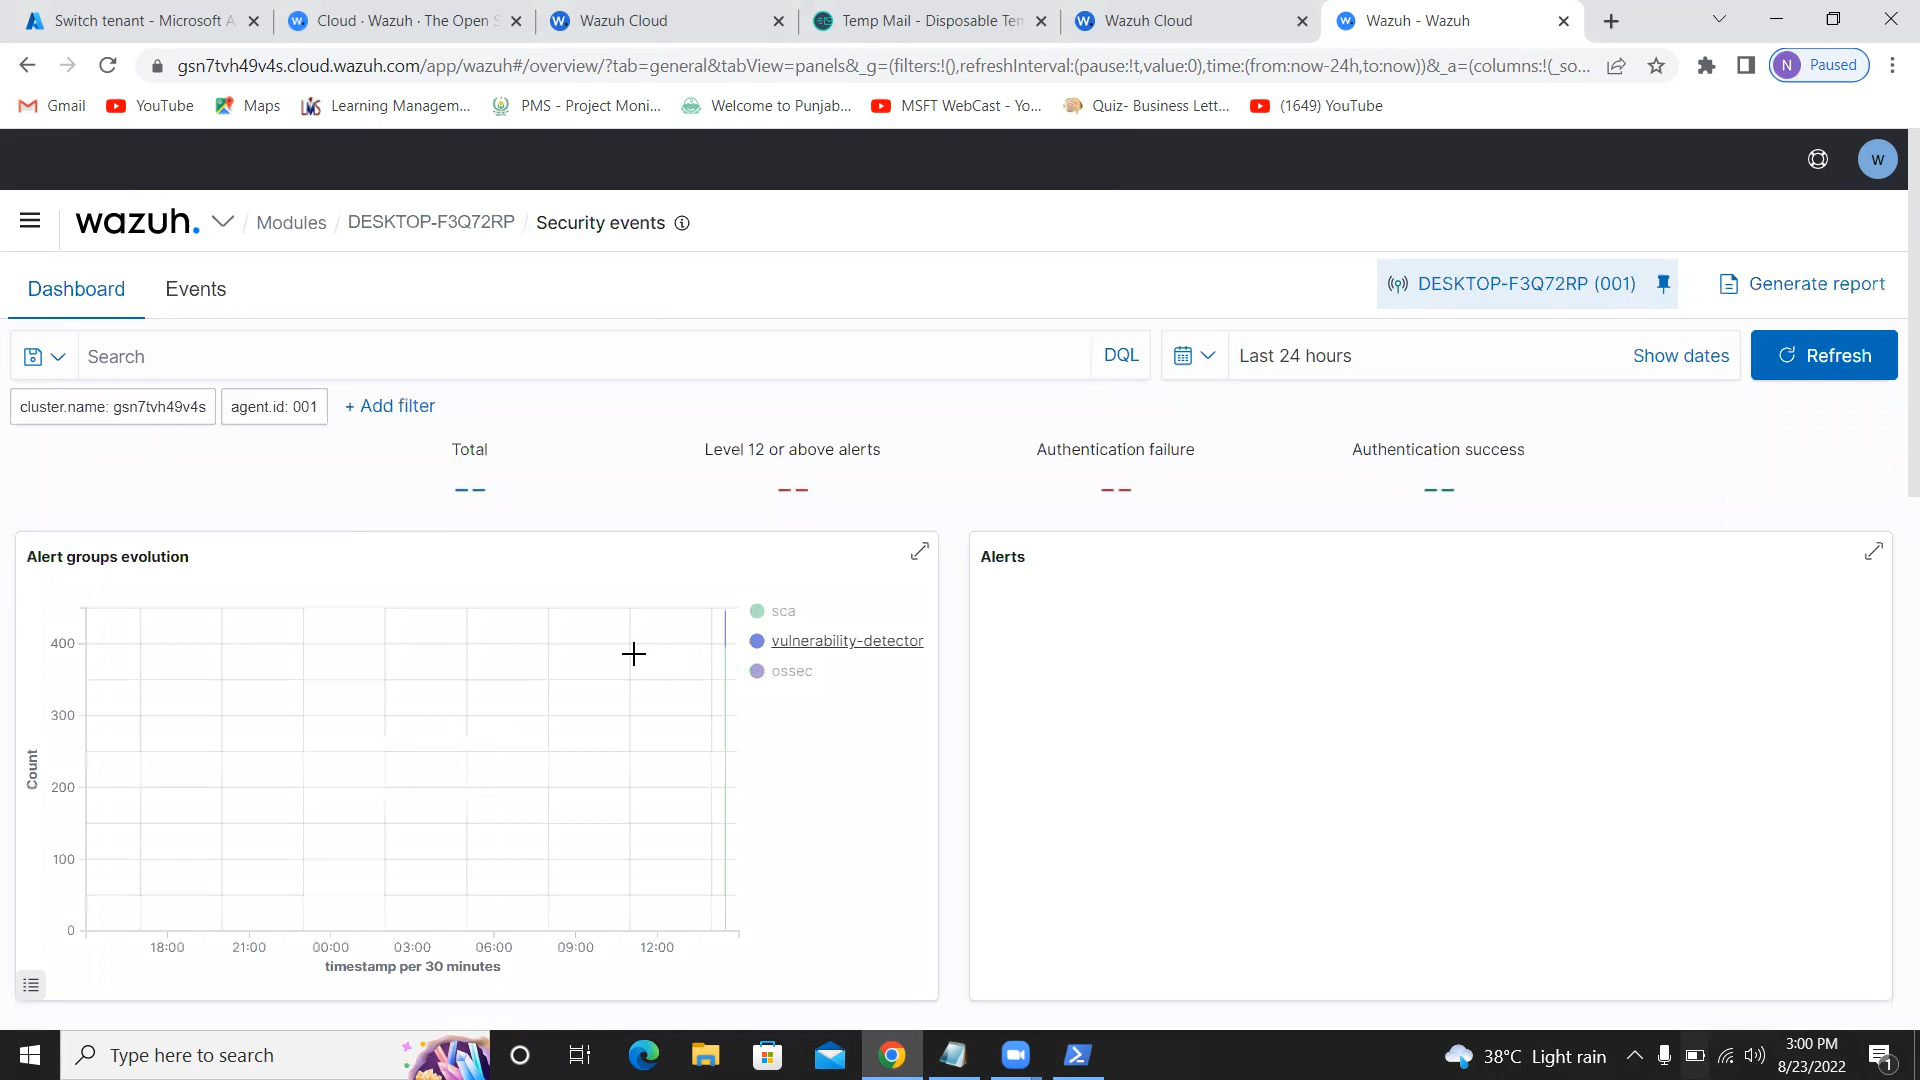 Switch tenant - Microsoft A
Cloud · Wazuh · The Open S
Wazuh Cloud
Temp Mail - Disposable Ten
Wazuh Cloud
Wazuh - Wazuh
gsn7tvh49v4s.cloud.wazuh.com/app/wazuh#/overview/?tab=general&tabView=panels&_g=(filters:!(),refreshInterval:(pause:!t,value:0),time:(from:now-24h,to:now))&_a=(columns:!(_so...
N Paused
Gmail
YouTube
Maps
Learning Managem...
PMS - Project Moni...
Welcome to Punjab...
MSFT WebCast - Yo...
Quiz- Business Lett...
(1649) YouTube
W
wazuh. / Modules / DESKTOP-F3Q72RP / Security events
Dashboard
Events
DESKTOP-F3Q72RP (001)
Generate report
Search
DQL
Last 24 hours
Show dates
Refresh
cluster.name: gsn7tvh49v4s
agent.id: 001
+ Add filter
Total
--
Level 12 or above alerts
--
Authentication failure
--
Authentication success
--
Alert groups evolution
Alerts
sca
vulnerability-detector
ossec
400
300
200
100
0
Count
18:00 21:00 00:00 03:00 06:00 09:00 12:00
timestamp per 30 minutes
Type here to search
38°C Light rain
3:00 PM
8/23/2022
1